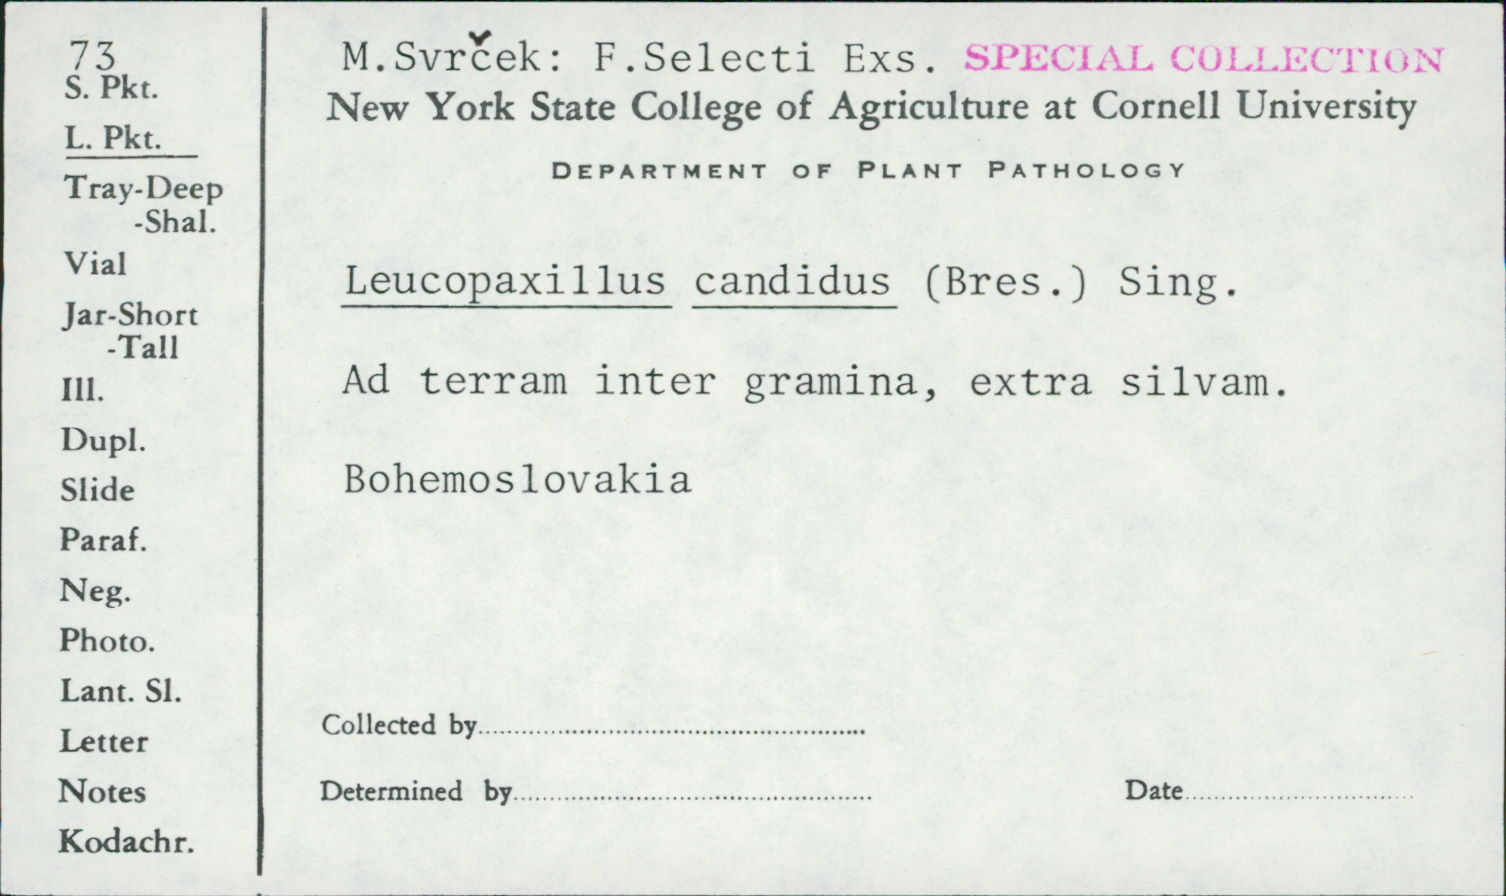 73
S. Pkt.
L. Pkt.
Tray-Deep
-Shal.
Vial
Jar-Short
-Tall
Ill.
Dupl.
Slide
Paraf.
Neg.
Photo.
Lant. Sl.
Letter
Notes
Kodachr.
M.Svrček: F.Selecti Exs. SPECIAL COLLECTION
New York State College of Agriculture at Cornell University
DEPARTMENT OF PLANT PATHOLOGY
Leucopaxillus candidus (Bres.) Sing.
Ad terram inter gramina, extra silvam.
Bohemoslovakia
Collected by
Determined by Date